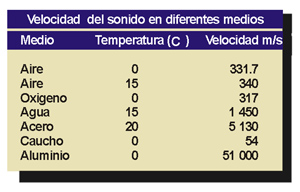 Velocidad del sonido en diferentes medios
Medio Temperatura (C ) Velocidad m/s
Aire 0 331.7
Aire 15 340
Oxigeno 0 317
Agua 15 1 450
Acero 20 5 130
Caucho 0 54
Aluminio 0 51 000